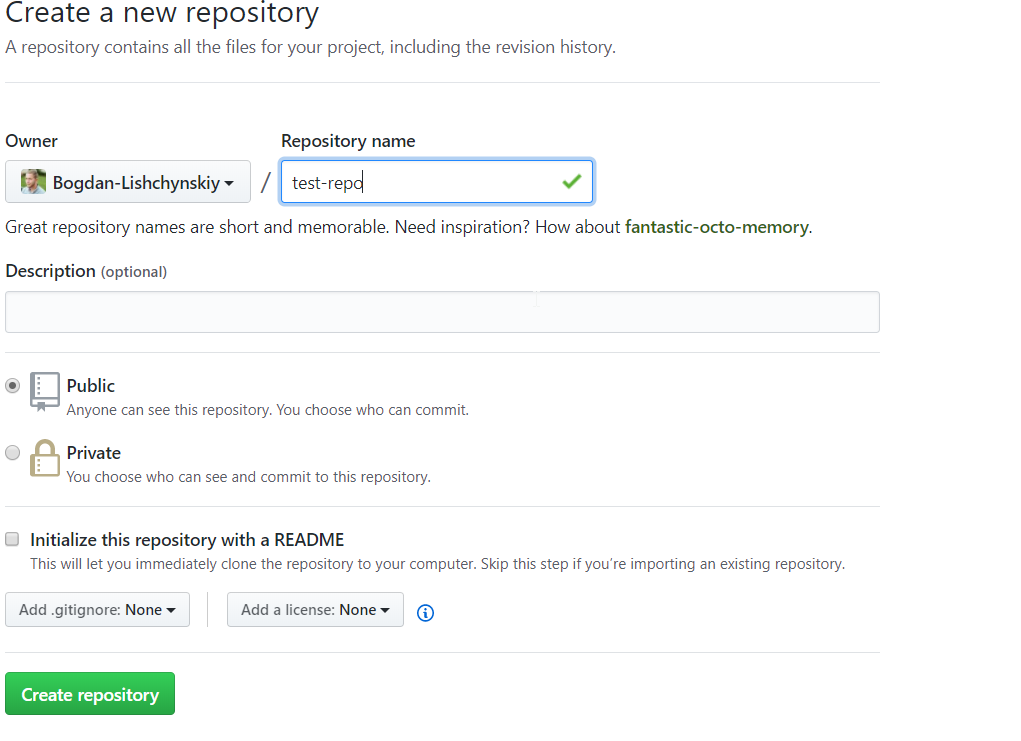 Create a new repository
A repository contains all the files for your project, including the revision history.
Owner
Repository name
Bogdan-Lishchynskiy / test-repo
Great repository names are short and memorable. Need inspiration? How about fantastic-octo-memory.
Description (optional)
Public
Anyone can see this repository. You choose who can commit.
Private
You choose who can see and commit to this repository.
Initialize this repository with a README
This will let you immediately clone the repository to your computer. Skip this step if you’re importing an existing repository.
Add .gitignore: None
Add a license: None
Create repository